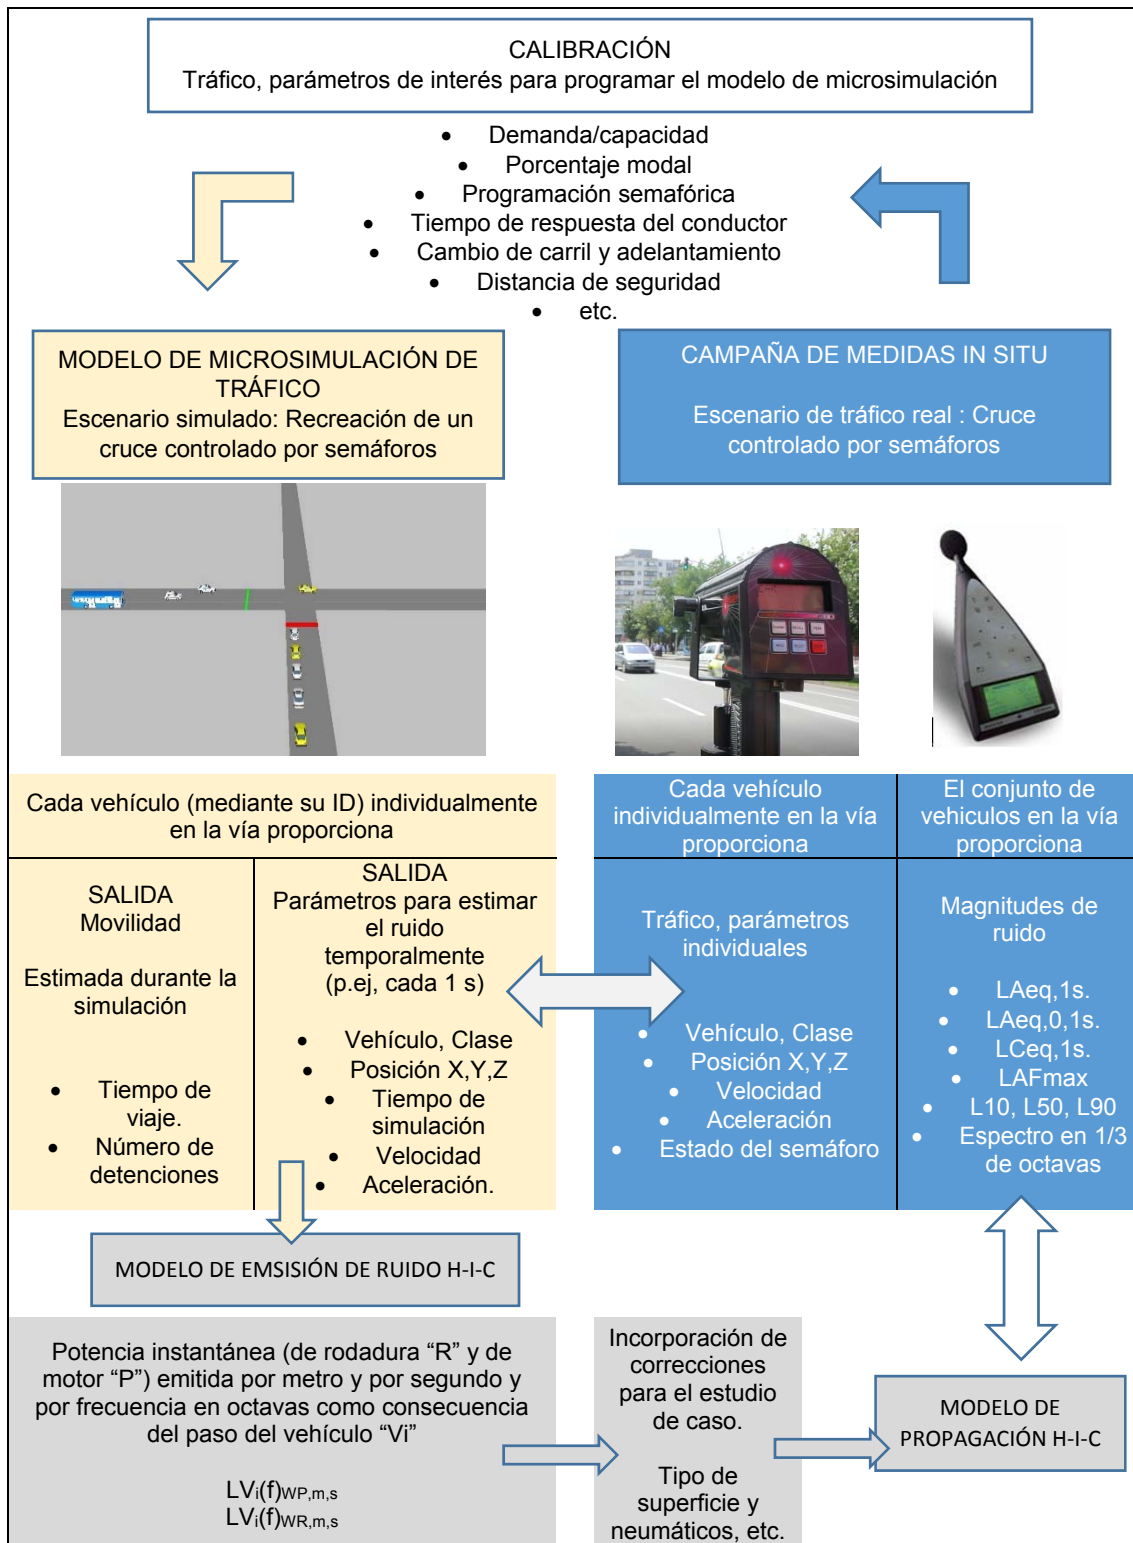 CALIBRACIÓN
Tráfico, parámetros de interés para programar el modelo de microsimulación
• Demanda/capacidad
• Porcentaje modal
• Programación semafórica
• Tiempo de respuesta del conductor
• Cambio de carril y adelantamiento
• Distancia de seguridad
• etc.
MODELO DE MICROSIMULACIÓN DE
TRÁFICO
Escenario simulado: Recreación de un
cruce controlado por semáforos
CAMPAÑA DE MEDIDAS IN SITU
Escenario de tráfico real : Cruce
controlado por semáforos
Cada vehículo (mediante su ID) individualmente
en la vía proporciona
SALIDA
Movilidad
Estimada durante la
simulación
• Tiempo de
viaje.
• Número de
detenciones
SALIDA
Parámetros para estimar
el ruido
temporalmente
(p.ej, cada 1 s)
• Vehículo, Clase
• Posición X,Y,Z
• Tiempo de
simulación
• Velocidad
• Aceleración.
Cada vehículo
individualmente en la vía
proporciona
Tráfico, parámetros
individuales
• Vehículo, Clase
• Posición X,Y,Z
• Velocidad
• Aceleración
• Estado del semáforo
El conjunto de
vehiculos en la vía
proporciona
Magnitudes de
ruido
• LAeq,1s.
• LAeq,0,1s.
• LCeq,1s.
• LAFmax
• L10, L50, L90
• Espectro en 1/3
de octavas
MODELO DE EMSISIÓN DE RUIDO H-I-C
Potencia instantánea (de rodadura “R” y de
motor “P”) emitida por metro y por segundo y
por frecuencia en octavas como consecuencia
del paso del vehículo “Vi”
LVi(f)WP,m,s
LVi(f)WR,m,s
Incorporación de
correcciones
para el estudio
de caso.
Tipo de
superficie y
neumáticos, etc.
MODELO DE
PROPAGACIÓN H-I-C